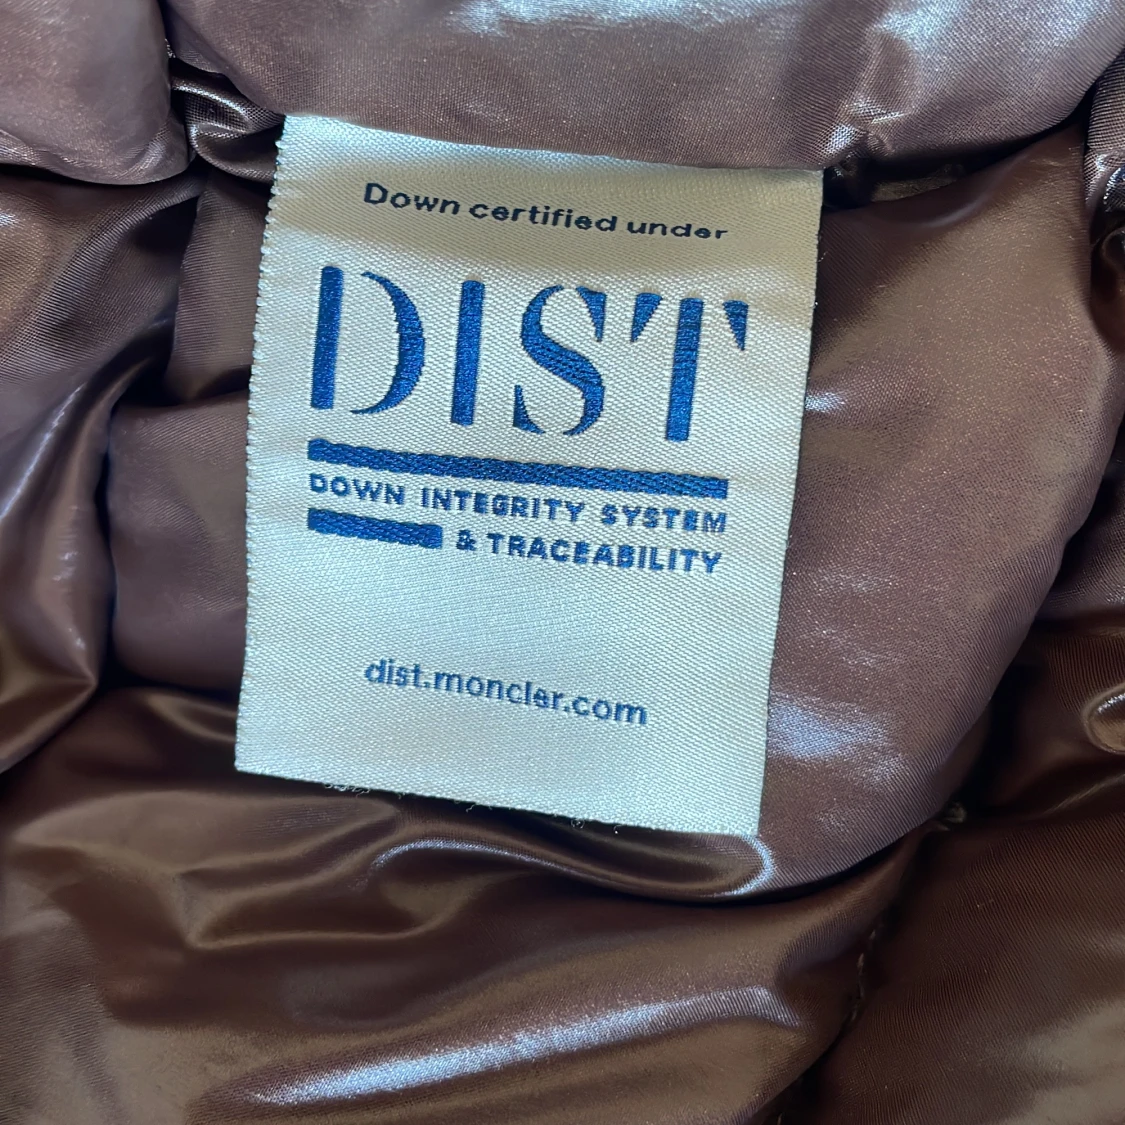 Down certified under
DIST
DOWN INTEGRITY SYSTEM
& TRACEABILITY
dist.moncler.com